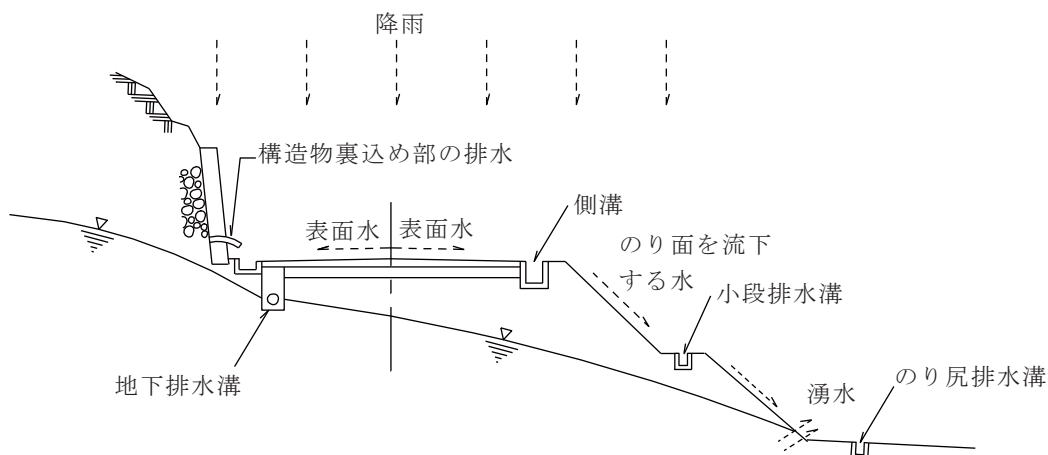 降雨
構造物裏込め部の排水
側溝
表面水
表面水
のり面を流下
する水
小段排水溝
地下排水溝
湧水
のり尻排水溝